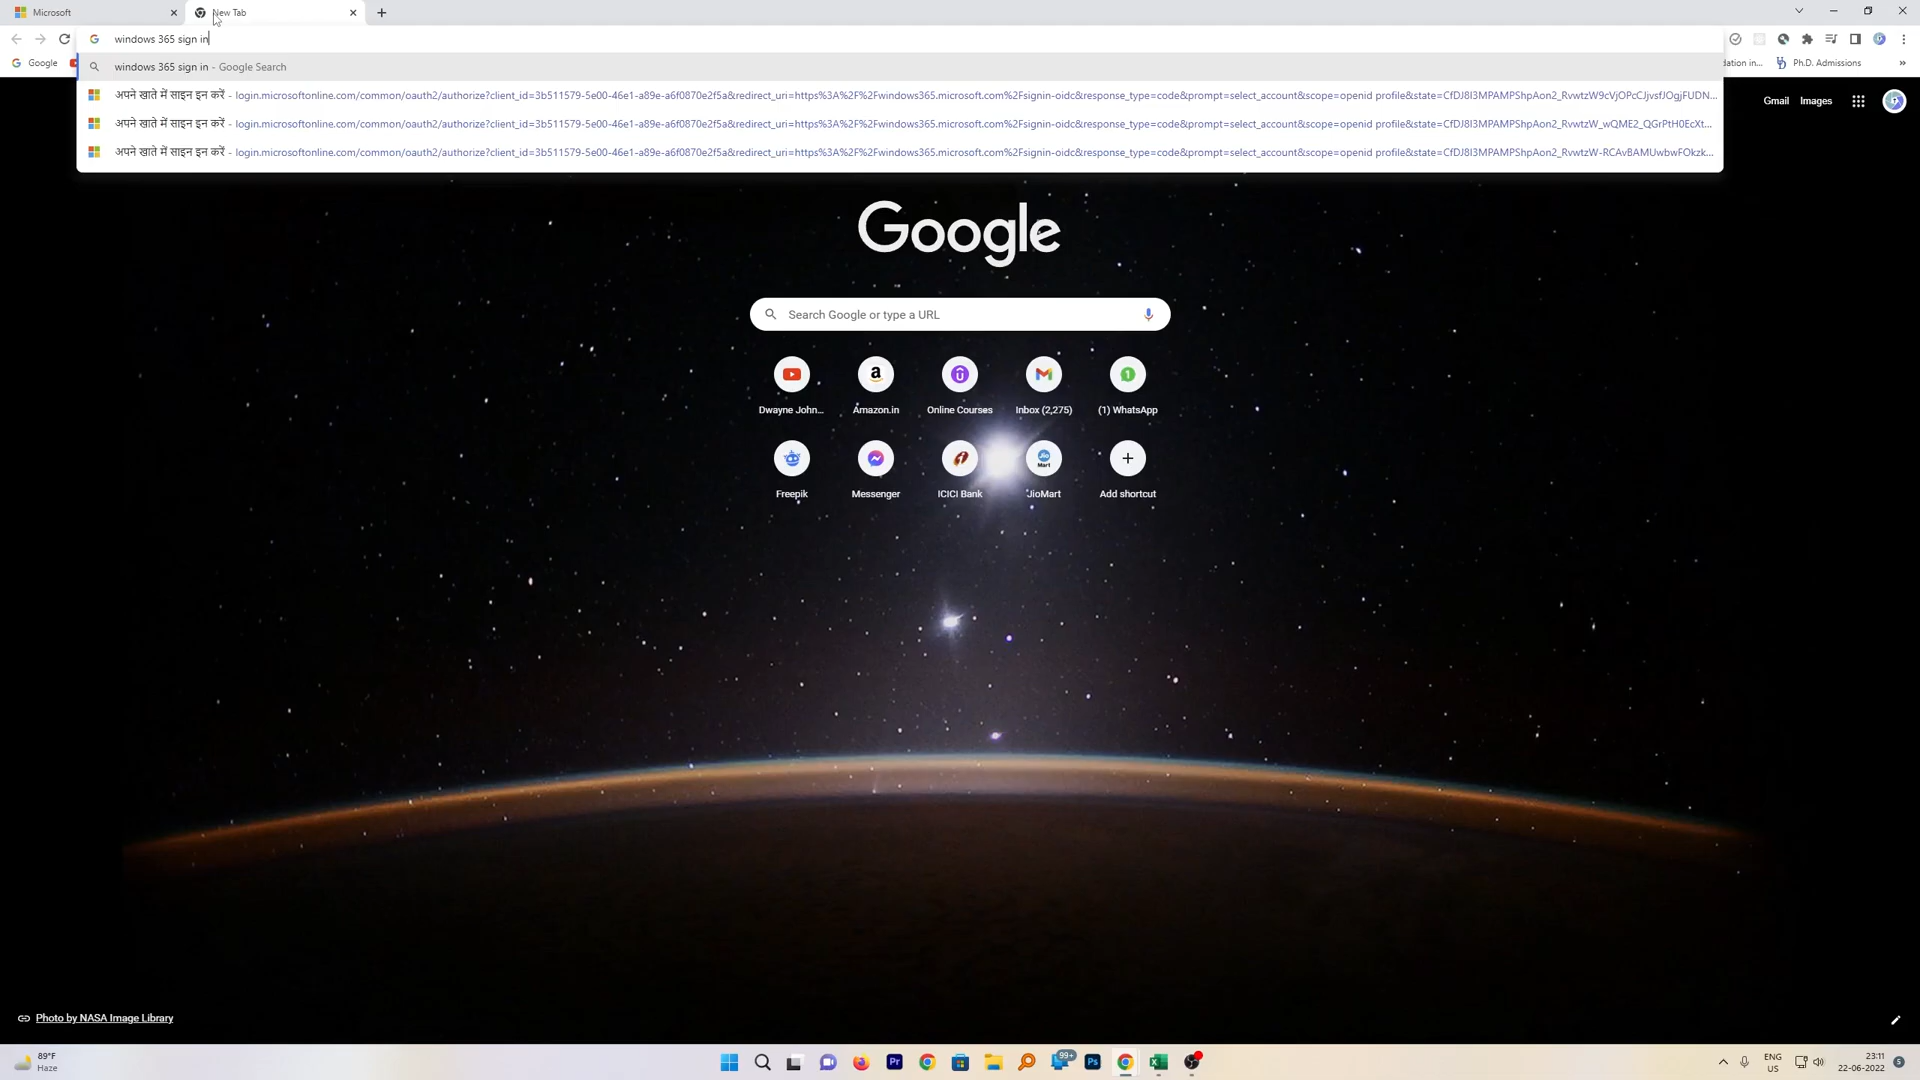 Microsoft
New Tab
windows 365 sign in
windows 365 sign in - Google Search
अपने खाते में साइन इन करें - login.microsoftonline.com/common/oauth2/authorize?client_id=3b511579-5e00-46e1-a89e-a6f0870e2f5a&redirect_uri=https%3A%2F%2Fwindows365.microsoft.com%2Fsignin-oidc&response_type=code&prompt=select_account&scope=openid profile&state=CfDJ8I3MPAMPShpAon2_RvwtzW9cVjOPcCJjvsfJOgjFUDN...
अपने खाते में साइन इन करें - login.microsoftonline.com/common/oauth2/authorize?client_id=3b511579-5e00-46e1-a89e-a6f0870e2f5a&redirect_uri=https%3A%2F%2Fwindows365.microsoft.com%2Fsignin-oidc&response_type=code&prompt=select_account&scope=openid profile&state=CfDJ8I3MPAMPShpAon2_RvwtzW_wQME2_QGrPtH0EcXt...
अपने खाते में साइन इन करें - login.microsoftonline.com/common/oauth2/authorize?client_id=3b511579-5e00-46e1-a89e-a6f0870e2f5a&redirect_uri=https%3A%2F%2Fwindows365.microsoft.com%2Fsignin-oidc&response_type=code&prompt=select_account&scope=openid profile&state=CfDJ8I3MPAMPShpAon2_RvwtzW-RCAvBAMUwbwFOkzk...
Google
dation in...
Ph.D. Admissions
Gmail Images
Google
Search Google or type a URL
Dwayne John... Amazon.in Online Courses Inbox (2,275) (1) WhatsApp
Freepik Messenger ICICI Bank JioMart Add shortcut
Photo by NASA Image Library
89°F
Haze
99+
ENG
US
23:11
22-06-2022
5